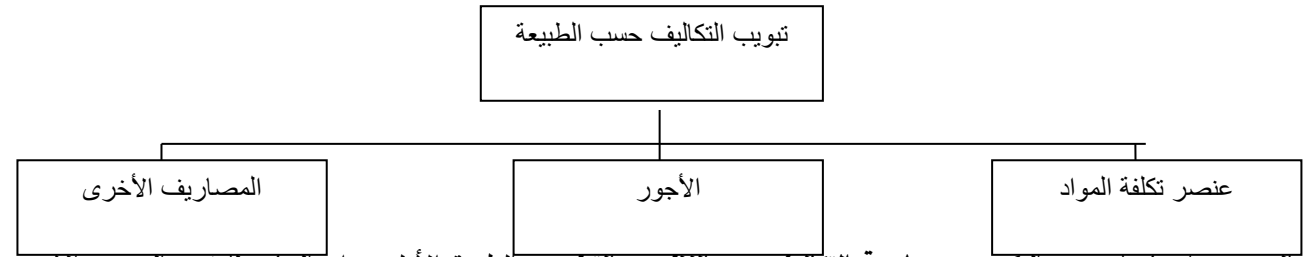 تبويب التكاليف حسب الطبيعة
عنصر تكلفة المواد
الأجور
المصاريف الأخرى